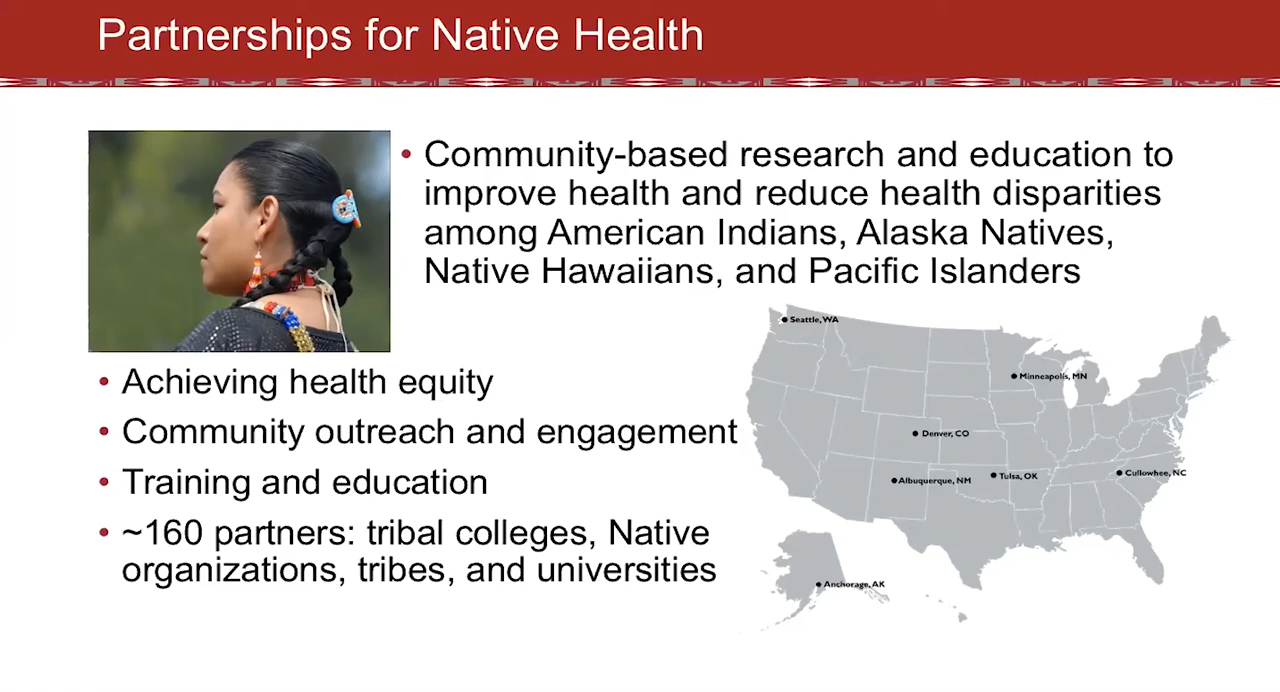 Partnerships for Native Health
• Community-based research and education to
improve health and reduce health disparities
among American Indians, Alaska Natives,
Native Hawaiians, and Pacific Islanders
• Achieving health equity
• Community outreach and engagement
• Training and education
• ~160 partners: tribal colleges, Native
organizations, tribes, and universities
Seattle, WA
Minneapolis, MN
Denver, CO
Albuquerque, NM
Tulsa, OK
Cullowhee, NC
Anchorage, AK